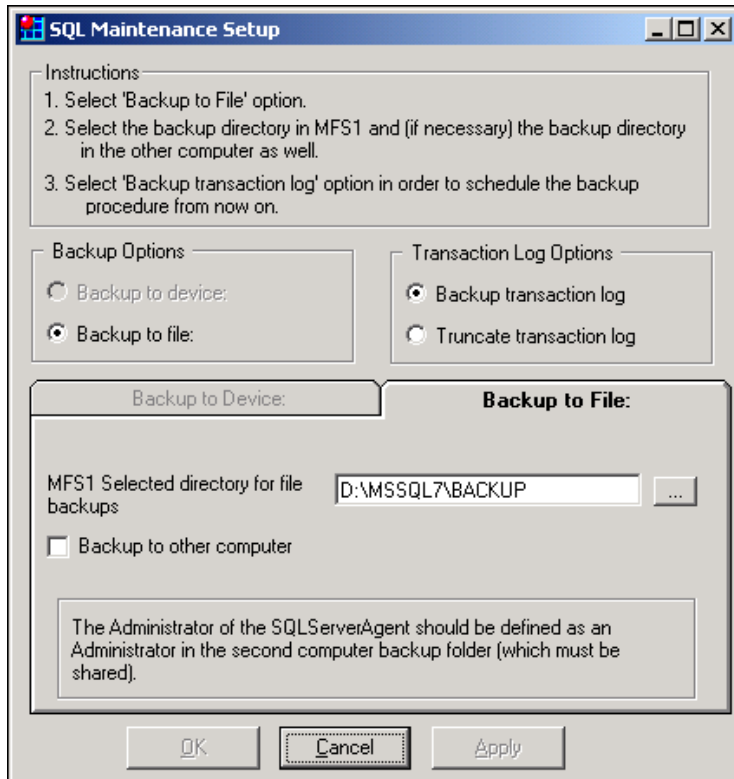 SQL Maintenance Setup
Instructions
1. Select 'Backup to File' option.
2. Select the backup directory in MFS1 and (if necessary) the backup directory
in the other computer as well.
3. Select 'Backup transaction log' option in order to schedule the backup
procedure from now on.
Backup Options
Backup to device:
Backup to file:
Transaction Log Options
Backup transaction log
Truncate transaction log
Backup to Device:
Backup to File:
MFS1 Selected directory for file
backups
D:\MSSQL7\BACKUP
...
Backup to other computer
The Administrator of the SQLServerAgent should be defined as an
Administrator in the second computer backup folder (which must be
shared).
OK
Cancel
Apply